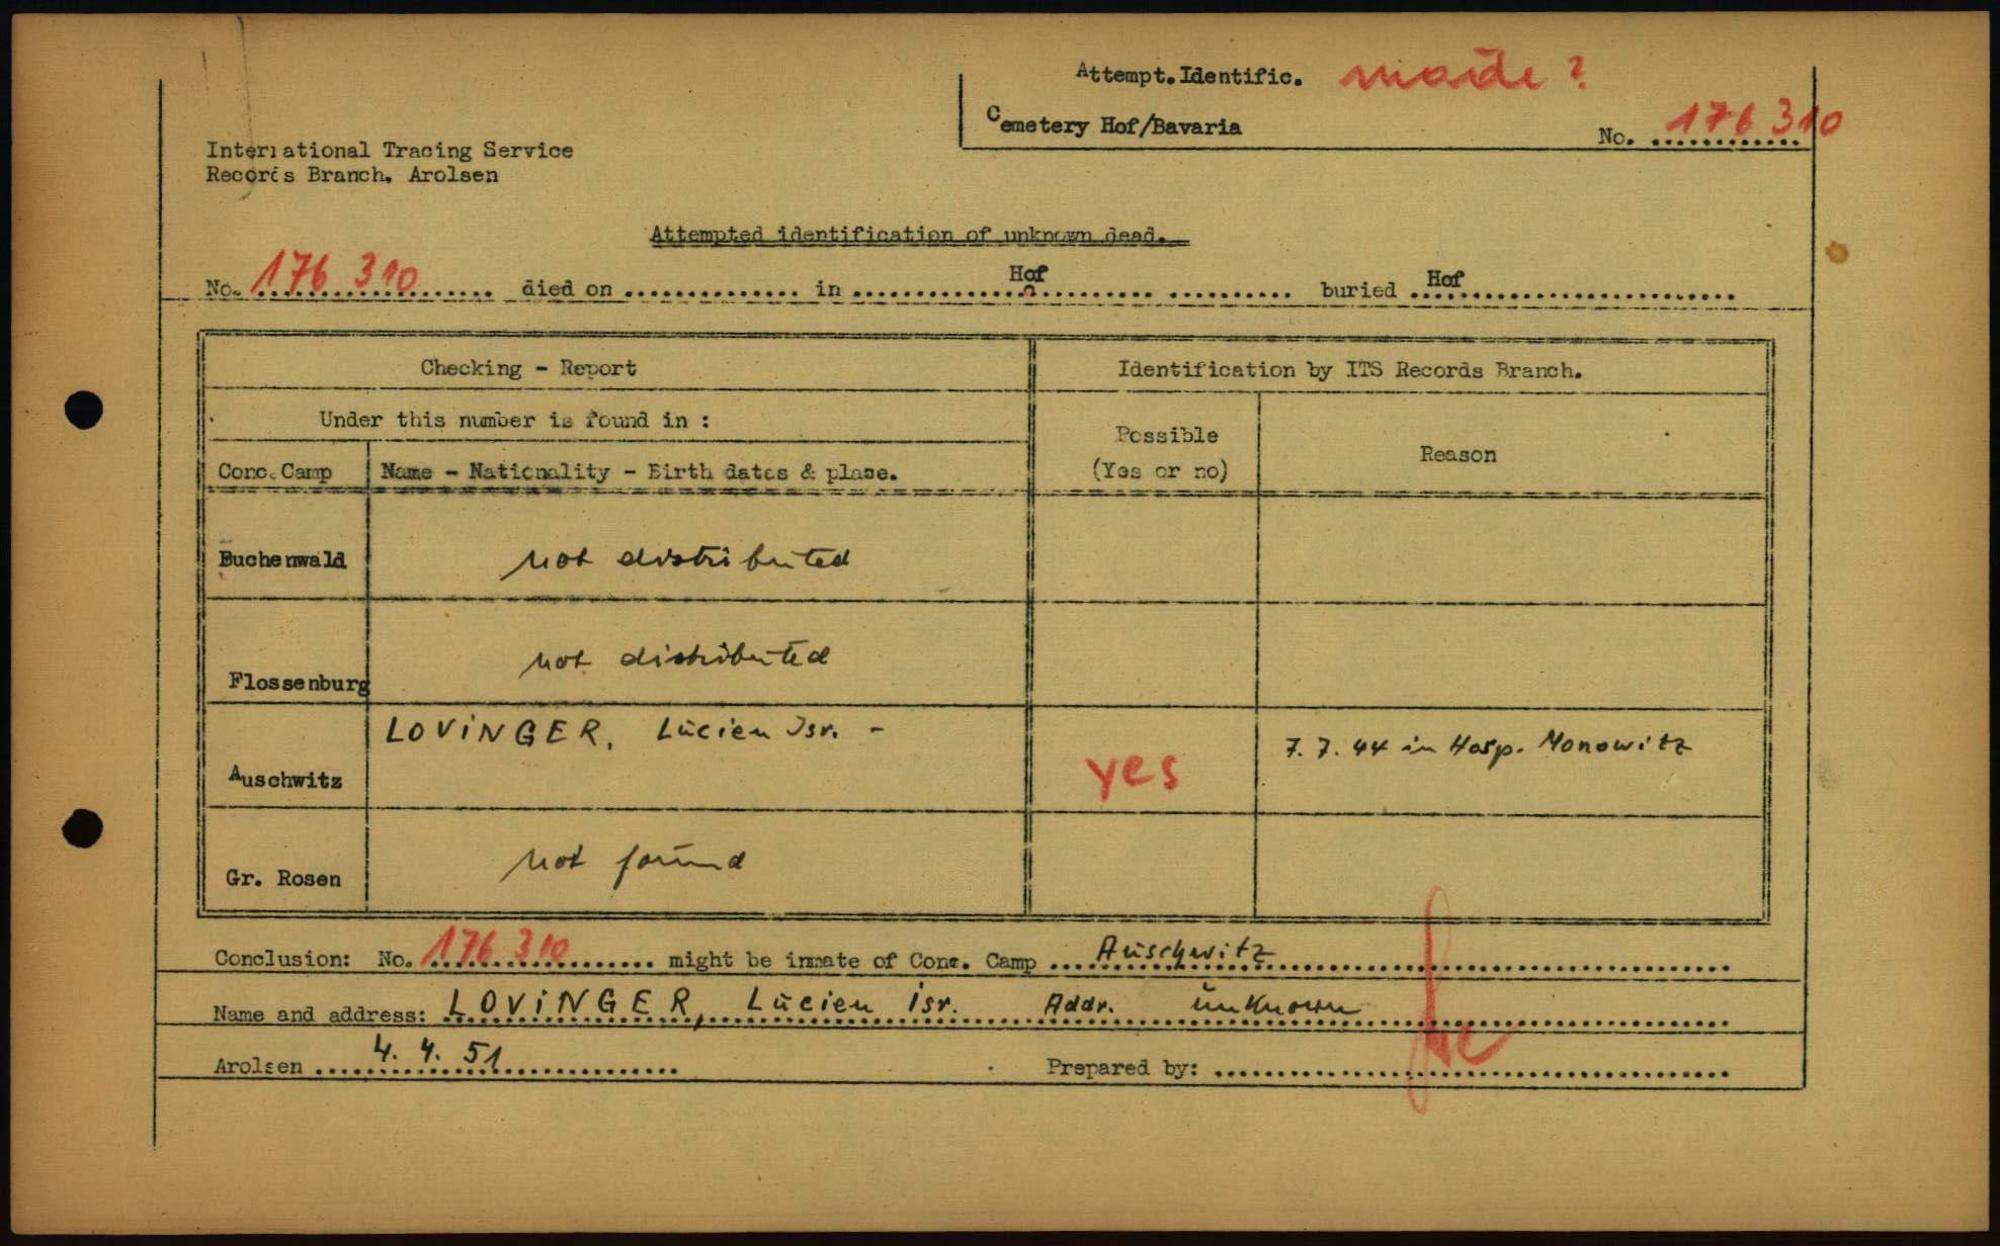 Attempt.Identific. made ?
Cemetery Hof/Bavaria
No. 176 310
International Tracing Service
Records Branch. Arolsen
Attempted identification of unknown dead.
No. 176 310 died on ............... in Hof buried Hof
Checking - Report
Identification by ITS Records Branch.
Under this number is found in :
Possible
(Yes or no)
Reason
Conc.Camp
Name - Nationality - Birth dates & place.
Buchenwald not distributed
Flossenburg not distributed
Auschwitz LOVINGER, Lucien Isr. - yes 7. 7. 44 in Hosp. Monowitz
Gr. Rosen not found
Conclusion: No. 176 310 might be inmate of Conc. Camp Auschwitz
Name and address: LOVINGER, Lucien isr. Addr. unknown
Arolsen 4. 4. 51 Prepared by: